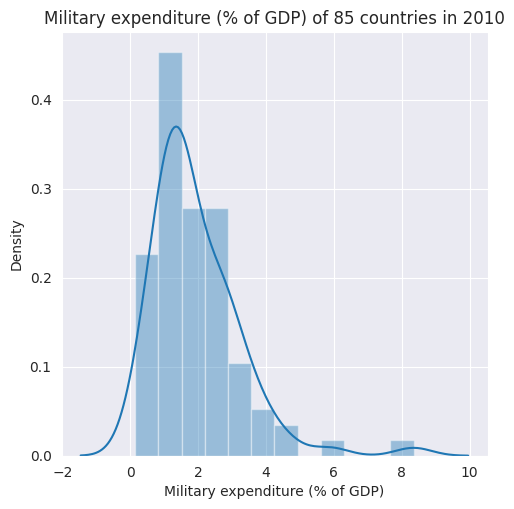 Military expenditure (% of GDP) of 85 countries in 2010
0.4
0.3
0.2
0.1
0.0
Density
−2 0 2 4 6 8 10
Military expenditure (% of GDP)